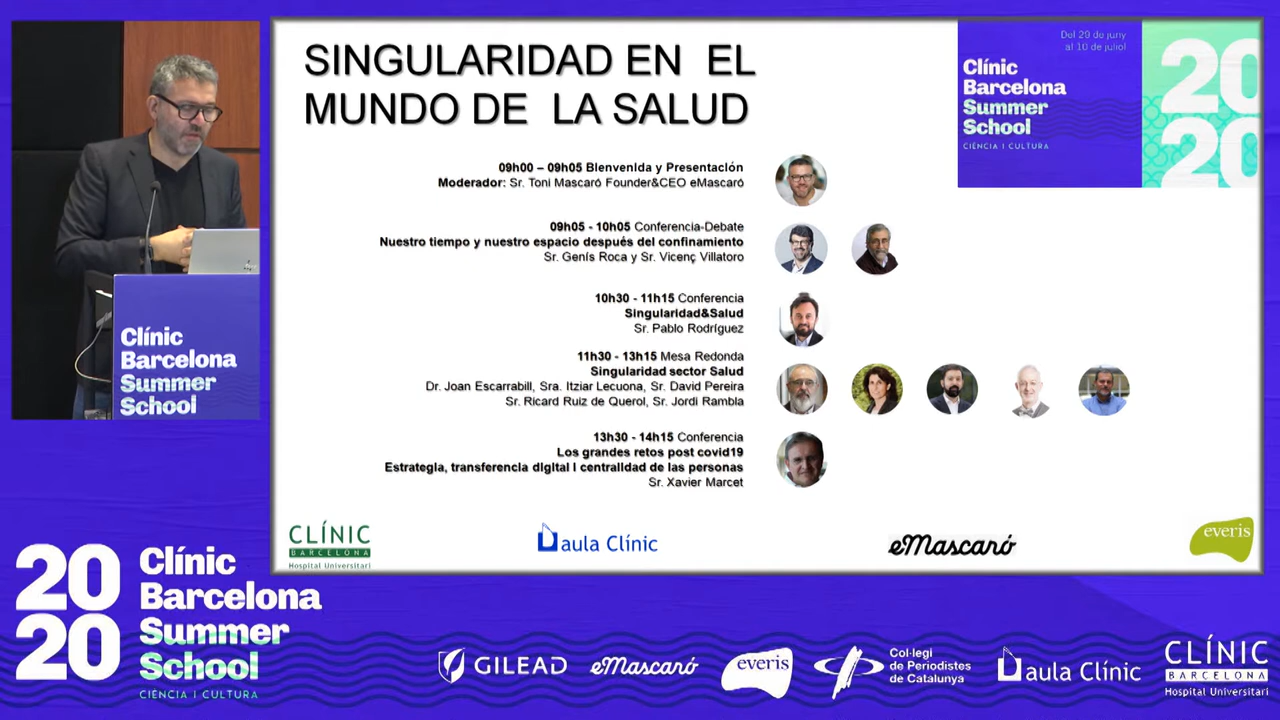 SINGULARIDAD EN EL
MUNDO DE LA SALUD
09h00 – 09h05 Bienvenida y Presentación
Moderador: Sr. Toni Mascaró Founder&CEO eMascaró
09h05 - 10h05 Conferencia-Debate
Nuestro tiempo y nuestro espacio después del confinamiento
Sr. Genís Roca y Sr. Vicenç Villatoro
10h30 - 11h15 Conferencia
Singularidad&Salud
Sr. Pablo Rodríguez
11h30 - 13h15 Mesa Redonda
Singularidad sector Salud
Dr. Joan Escarrabill, Sra. Itziar Lecuona, Sr. David Pereira
Sr. Ricard Ruiz de Querol, Sr. Jordi Rambla
13h30 - 14h15 Conferencia
Los grandes retos post covid19
Estrategia, transferencia digital i centralidad de las personas
Sr. Xavier Marcet
Del 29 de juny
al 10 de juliol
Clínic
Barcelona
Summer
School
CIÈNCIA I CULTURA
20
20
CLÍNIC
BARCELONA
Hospital Universitari
aula Clínic
eMascaró
everis
Clínic
Barcelona
Summer
School
20
20
Clínic
Barcelona
Summer
School
CIÈNCIA I CULTURA
GILEAD
eMascaró
everis
Col·legi
de Periodistes
de Catalunya
aula Clínic
CLÍNIC
BARCELONA
Hospital Universitari